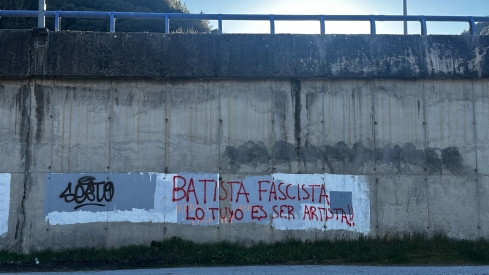 BATISTA FASCISTA
LO TUYO ES SER ARTISTA!!